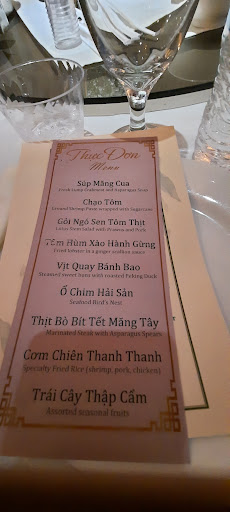 Thực Đơn
Menu
Súp Măng Cua
Fresh Lump Crabmeat and Asparagus Soup
Chạo Tôm
Ground Shrimp Paste wrapped with Sugarcane
Gỏi Ngó Sen Tôm Thịt
Lotus Stem salad with Prawns and Pork
Tôm Hùm Xào Hành Gừng
Fried lobster in a ginger scallion sauce
Vịt Quay Bánh Bao
Steamed sweet buns with roasted Peking Duck
Ổ Chim Hải Sản
Seafood Bird's Nest
Thịt Bò Bít Tết Măng Tây
Marinated Steak with Asparagus Spears
Cơm Chiên Thanh Thanh
Specialty Fried Rice (shrimp, pork, chicken)
Trái Cây Thập Cẩm
Assorted seasonal fruits